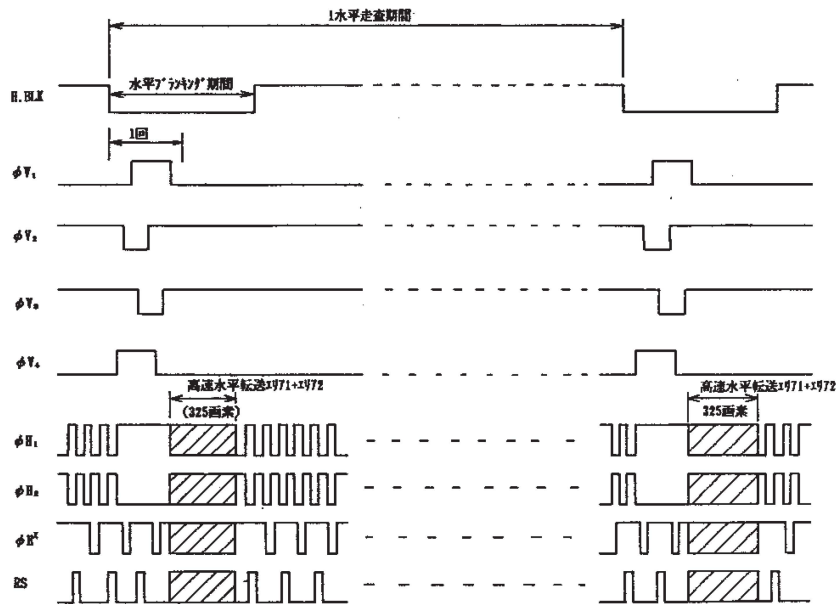 1水平走査期間
水平ブランキング期間
H.BLK
1回
φV₁
φV₂
φV₃
φV₄
高速水平転送エリア1+エリア2
(325画素)
高速水平転送エリア1+エリア2
325画素
φH₁
φH₂
RS